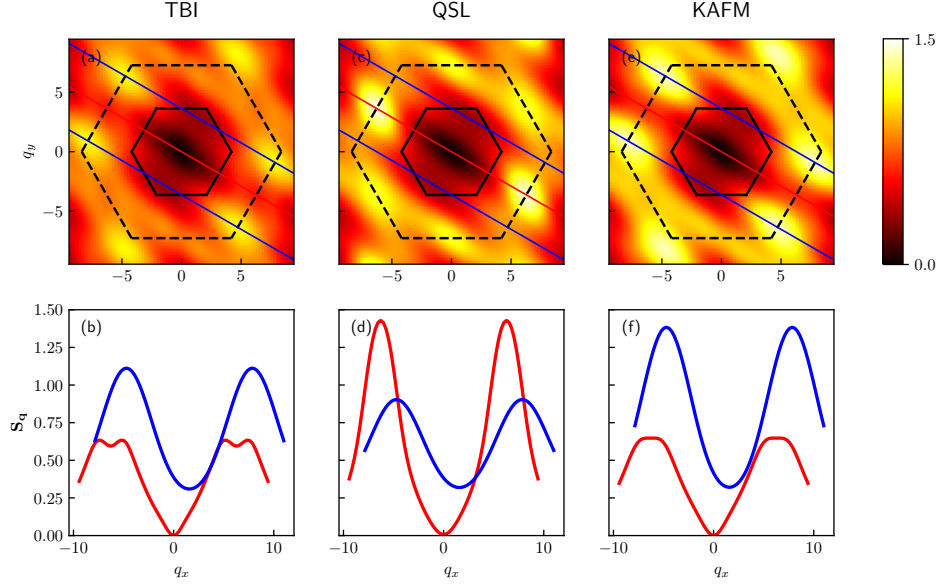 TBI QSL KAFM
(a) (c) (e)
1.5
0.0
q_y
5
0
−5
−5 0 5
−5 0 5
−5 0 5
(b) (d) (f)
S_q
1.50
1.25
1.00
0.75
0.50
0.25
0.00
−10 0 10
−10 0 10
−10 0 10
q_x q_x q_x